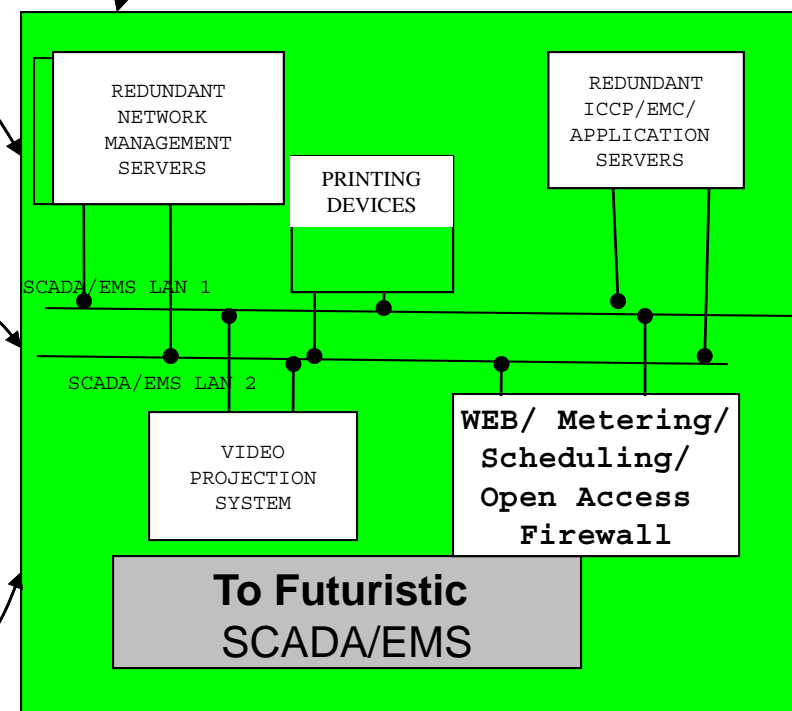 REDUNDANT
NETWORK
MANAGEMENT
SERVERS
REDUNDANT
ICCP/EMC/
APPLICATION
SERVERS
PRINTING
DEVICES
SCADA/EMS LAN 1
SCADA/EMS LAN 2
VIDEO
PROJECTION
SYSTEM
WEB/ Metering/
Scheduling/
Open Access
Firewall
To Futuristic
SCADA/EMS